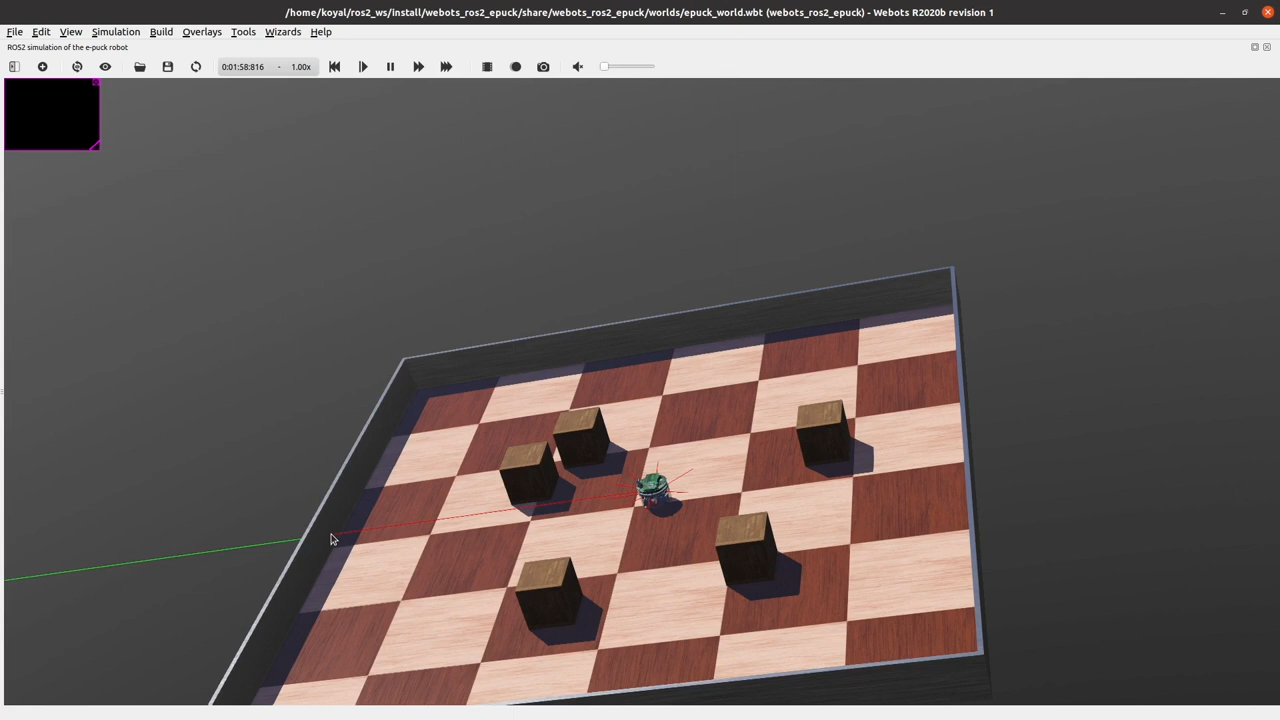 /home/koyal/ros2_ws/install/webots_ros2_epuck/share/webots_ros2_epuck/worlds/epuck_world.wbt (webots_ros2_epuck) - Webots R2020b revision 1
File Edit View Simulation Build Overlays Tools Wizards Help
ROS2 simulation of the e-puck robot
0:01:58:816 - 1.00x